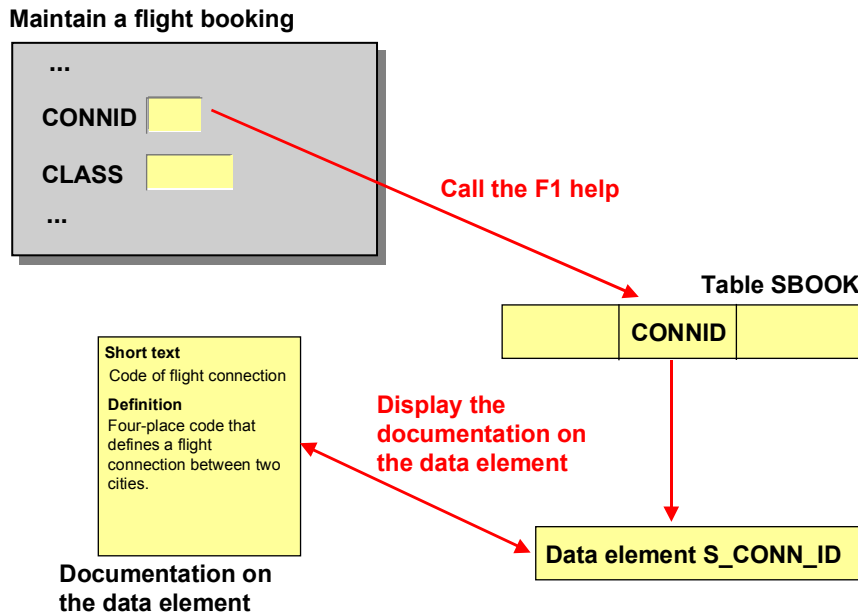 Maintain a flight booking
...
CONNID
CLASS
...
Call the F1 help
Table SBOOK
CONNID
Short text
Code of flight connection
Definition
Four-place code that
defines a flight
connection between two
cities.
Display the
documentation on
the data element
Data element S_CONN_ID
Documentation on
the data element